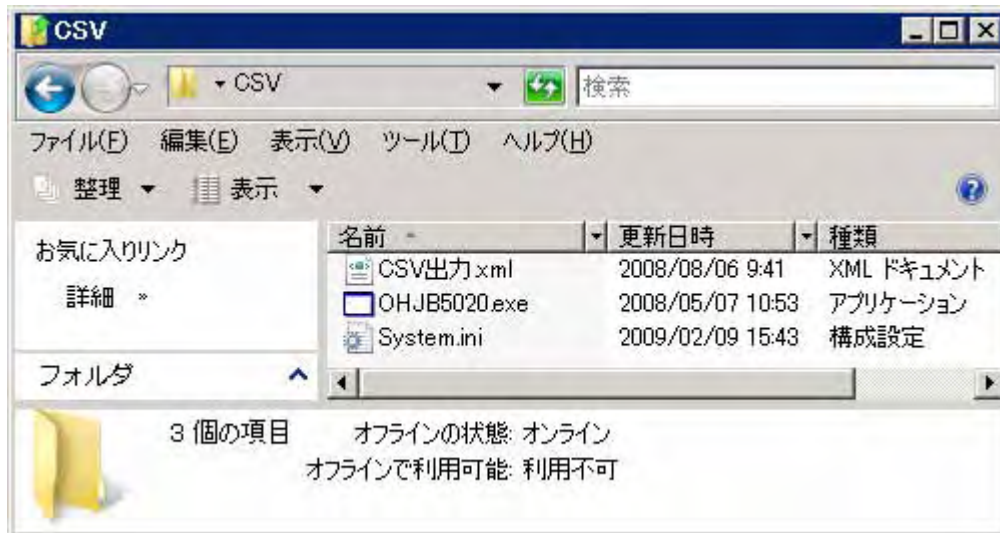 CSV
CSV
検索
ファイル(F) 編集(E) 表示(V) ツール(T) ヘルプ(H)
整理 表示
お気に入りリンク
詳細 »
フォルダ
名前 更新日時 種類
CSV出力.xml 2008/08/06 9:41 XML ドキュメント
OHJB5020.exe 2008/05/07 10:53 アプリケーション
System.ini 2009/02/09 15:43 構成設定
3 個の項目 オフラインの状態: オンライン
オフラインで利用可能: 利用不可